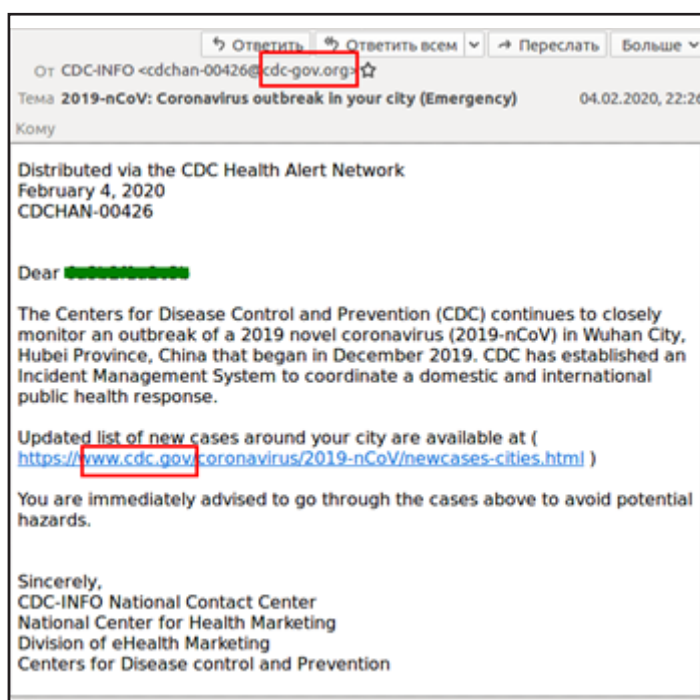 Ответить Ответить всем Переслать Больше
От CDC-INFO <cdchan-00426@cdc-gov.org>
Тема 2019-nCoV: Coronavirus outbreak in your city (Emergency) 04.02.2020, 22:26
Кому
Distributed via the CDC Health Alert Network
February 4, 2020
CDCHAN-00426
Dear
The Centers for Disease Control and Prevention (CDC) continues to closely
monitor an outbreak of a 2019 novel coronavirus (2019-nCoV) in Wuhan City,
Hubei Province, China that began in December 2019. CDC has established an
Incident Management System to coordinate a domestic and international
public health response.
Updated list of new cases around your city are available at (
https://www.cdc.gov/coronavirus/2019-nCoV/newcases-cities.html )
You are immediately advised to go through the cases above to avoid potential
hazards.
Sincerely,
CDC-INFO National Contact Center
National Center for Health Marketing
Division of eHealth Marketing
Centers for Disease control and Prevention